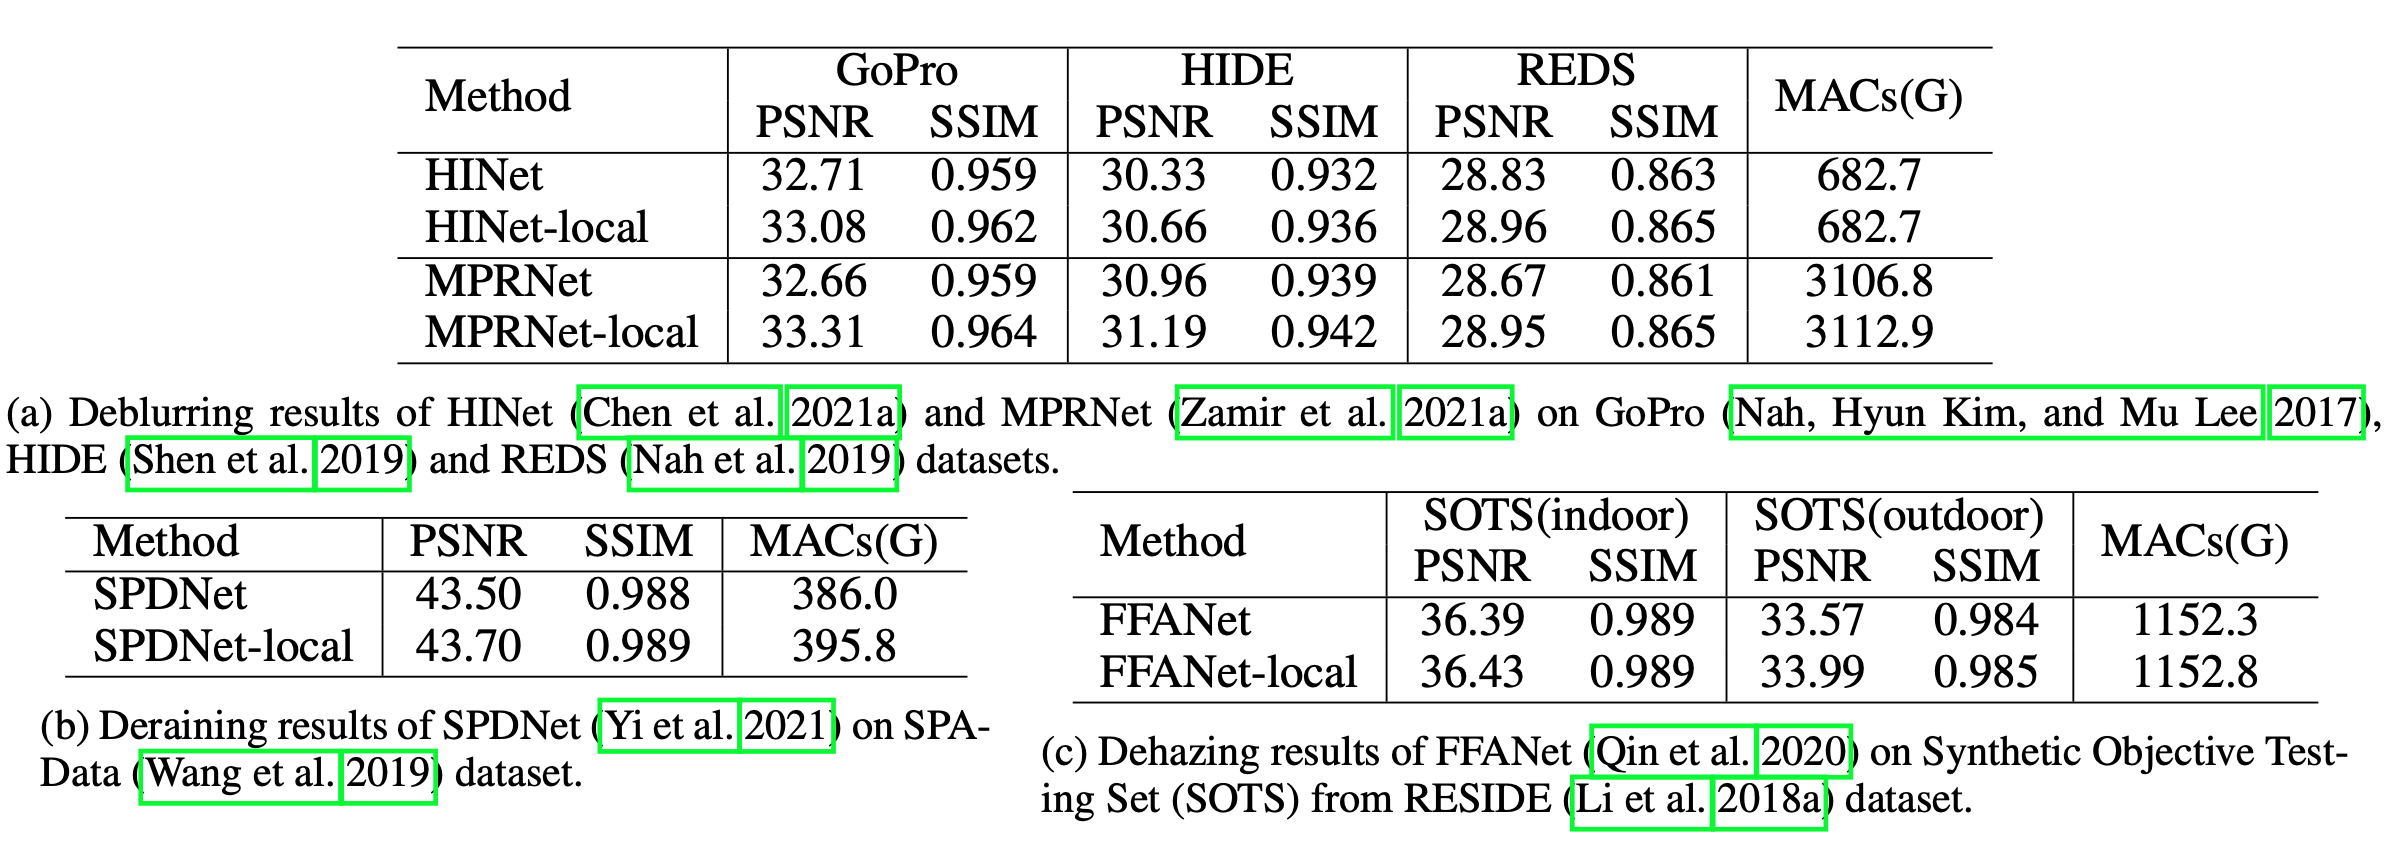 Method GoPro HIDE REDS MACs(G)
PSNR SSIM PSNR SSIM PSNR SSIM
HINet 32.71 0.959 30.33 0.932 28.83 0.863 682.7
HINet-local 33.08 0.962 30.66 0.936 28.96 0.865 682.7
MPRNet 32.66 0.959 30.96 0.939 28.67 0.861 3106.8
MPRNet-local 33.31 0.964 31.19 0.942 28.95 0.865 3112.9
(a) Deblurring results of HINet (Chen et al. 2021a) and MPRNet (Zamir et al. 2021a) on GoPro (Nah, Hyun Kim, and Mu Lee 2017),
HIDE (Shen et al. 2019) and REDS (Nah et al. 2019) datasets.
Method PSNR SSIM MACs(G)
SPDNet 43.50 0.988 386.0
SPDNet-local 43.70 0.989 395.8
(b) Deraining results of SPDNet (Yi et al. 2021) on SPA-
Data (Wang et al. 2019) dataset.
Method SOTS(indoor) SOTS(outdoor) MACs(G)
PSNR SSIM PSNR SSIM
FFANet 36.39 0.989 33.57 0.984 1152.3
FFANet-local 36.43 0.989 33.99 0.985 1152.8
(c) Dehazing results of FFANet (Qin et al. 2020) on Synthetic Objective Test-
ing Set (SOTS) from RESIDE (Li et al. 2018a) dataset.